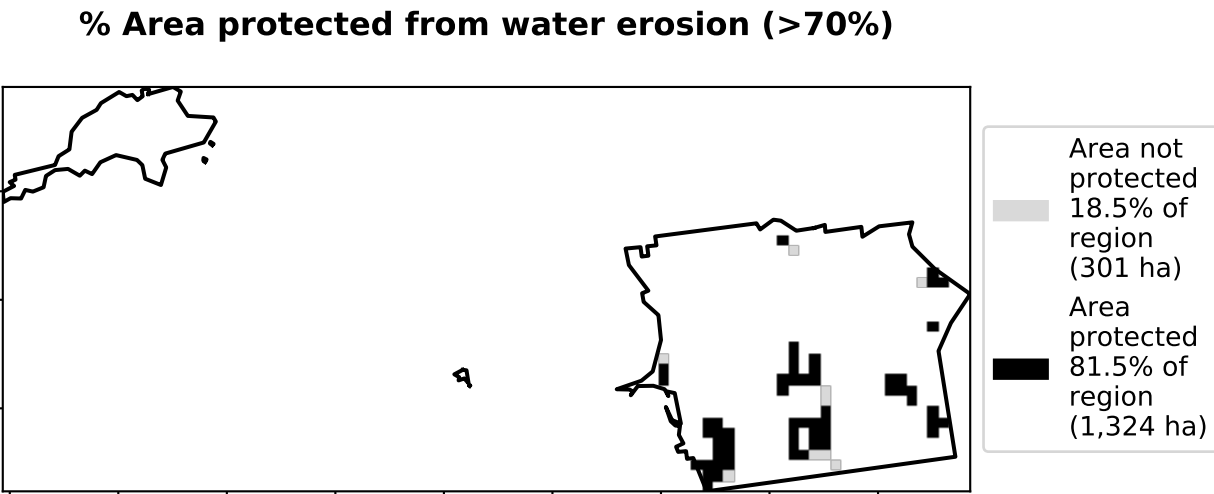 % Area protected from water erosion (>70%)
Area not
protected
18.5% of
region
(301 ha)
Area
protected
81.5% of
region
(1,324 ha)